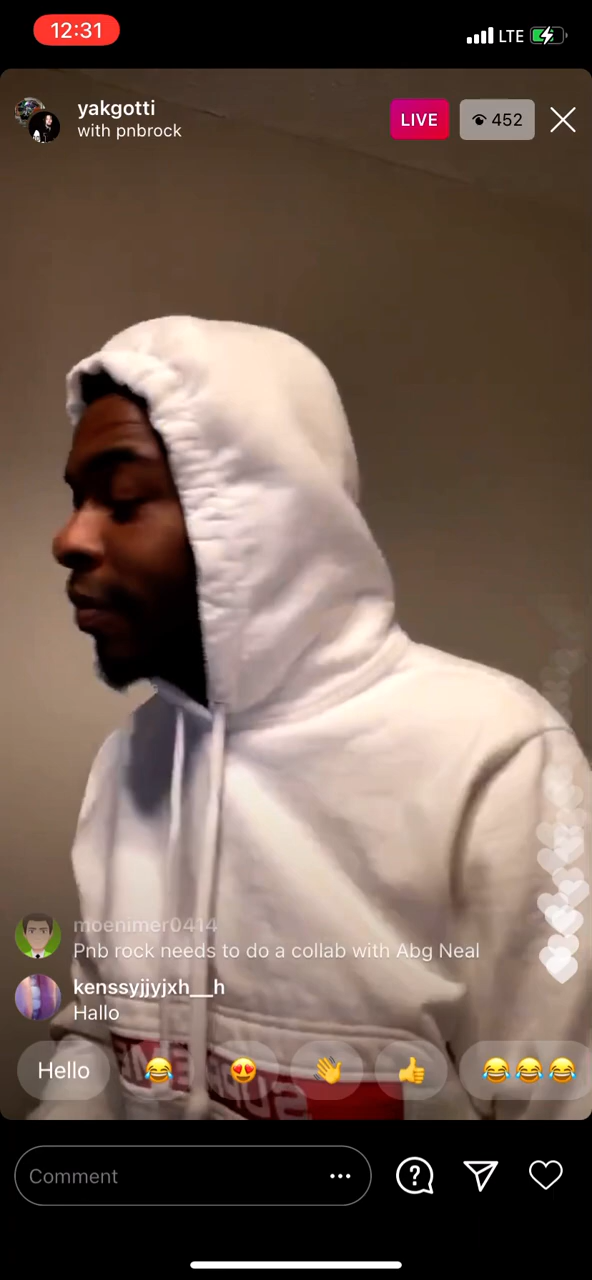 12:31
LTE
yakgotti
with pnbrock
LIVE
452
moenimer0414
Pnb rock needs to do a collab with Abg Neal
kenssyjjyjxh__h
Hallo
Hello
Comment